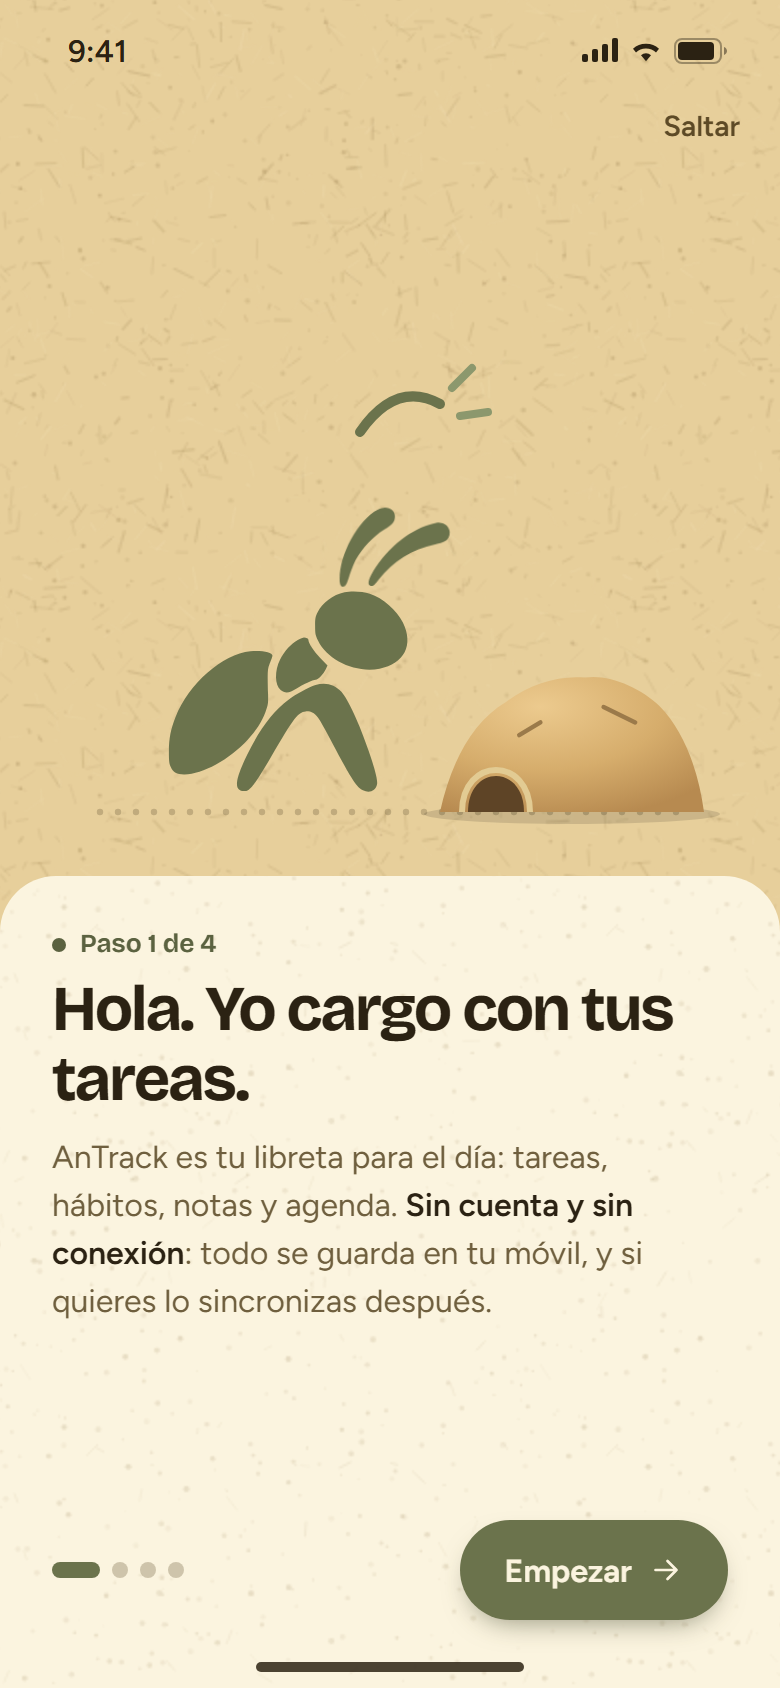 9:41
Saltar
Paso 1 de 4
Hola. Yo cargo con tus
tareas.
AnTrack es tu libreta para el día: tareas,
hábitos, notas y agenda. Sin cuenta y sin
conexión: todo se guarda en tu móvil, y si
quieres lo sincronizas después.
Empezar